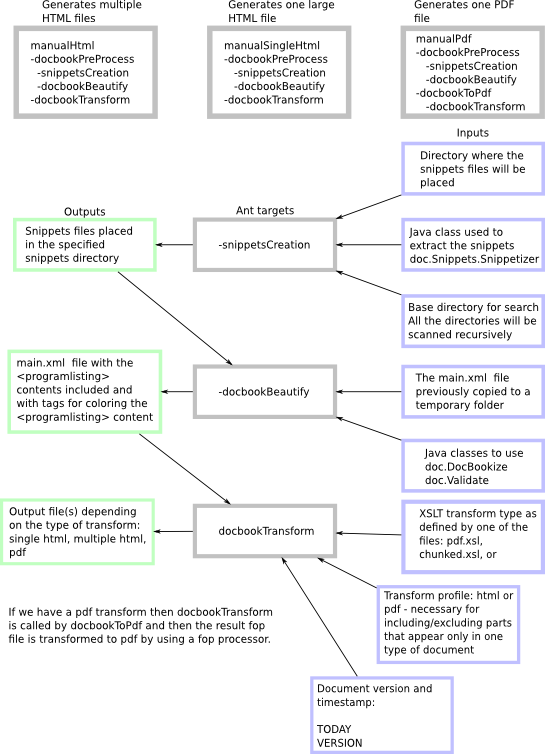 Generates multiple
HTML files
manualHtml
-docbookPreProcess
-snippetsCreation
-docbookBeautify
-docbookTransform
Generates one large
HTML file
manualSingleHtml
-docbookPreProcess
-snippetsCreation
-docbookBeautify
-docbookTransform
Generates one PDF
file
manualPdf
-docbookPreProcess
-snippetsCreation
-docbookBeautify
-docbookToPdf
-docbookTransform
Inputs
Directory where the
snippets files will be
placed
Outputs
Ant targets
Snippets files placed
in the specified
snippets directory
-snippetsCreation
Java class used to
extract the snippets
doc.Snippets.Snippetizer
Base directory for search
All the directories will be
scanned recursively
main.xml file with the
<programlisting>
contents included and
with tags for coloring the
<programlisting> content
-docbookBeautify
The main.xml file
previously copied to a
temporary folder
Java classes to use
doc.DocBookize
doc.Validate
Output file(s) depending
on the type of transform:
single html, multiple html,
pdf
docbookTransform
XSLT transform type as
defined by one of the
files: pdf.xsl,
chunked.xsl, or
Transform profile: html or
pdf - necessary for
including/excluding parts
that appear only in one
type of document
If we have a pdf transform then docbookTransform
is called by docbookToPdf and then the result fop
file is transformed to pdf by using a fop processor.
Document version and
timestamp:
TODAY
VERSION